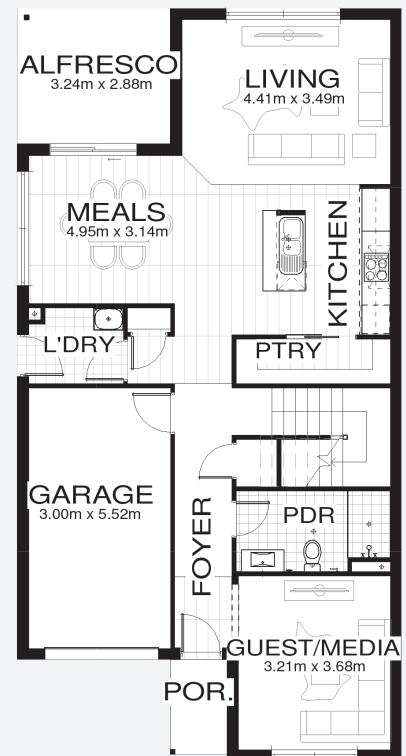 ALFRESCO
3.24m x 2.88m
LIVING
4.41m x 3.49m
MEALS
4.95m x 3.14m
KITCHEN
L'DRY
PTRY
GARAGE
3.00m x 5.52m
FOYER
PDR
GUEST/MEDIA
3.21m x 3.68m
POR.